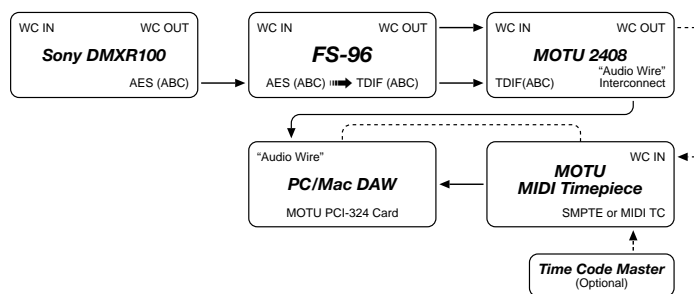 WC IN WC OUT
Sony DMXR100
AES (ABC)
WC IN WC OUT
FS-96
AES (ABC) TDIF (ABC)
WC IN WC OUT
MOTU 2408
"Audio Wire"
TDIF(ABC) Interconnect
"Audio Wire"
PC/Mac DAW
MOTU PCI-324 Card
WC IN
MOTU
MIDI Timepiece
SMPTE or MIDI TC
Time Code Master
(Optional)